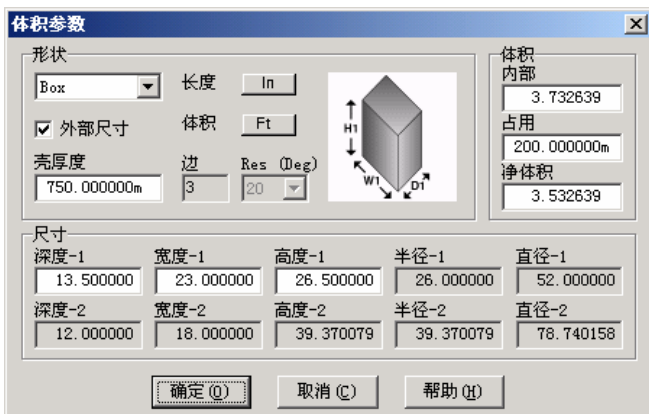 体积参数
形状
Box
长度 In
外部尺寸
体积 Ft
亮厚度
750.000000m
边
3
Res (Deg)
20
H1
W1
D1
体积
内部
3.732639
占用
200.000000m
净体积
3.532639
尺寸
深度-1 宽度-1 高度-1 半径-1 直径-1
13.500000 23.000000 26.500000 26.000000 52.000000
深度-2 宽度-2 高度-2 半径-2 直径-2
12.000000 18.000000 39.370079 39.370079 78.740158
确定(O) 取消(C) 帮助(H)